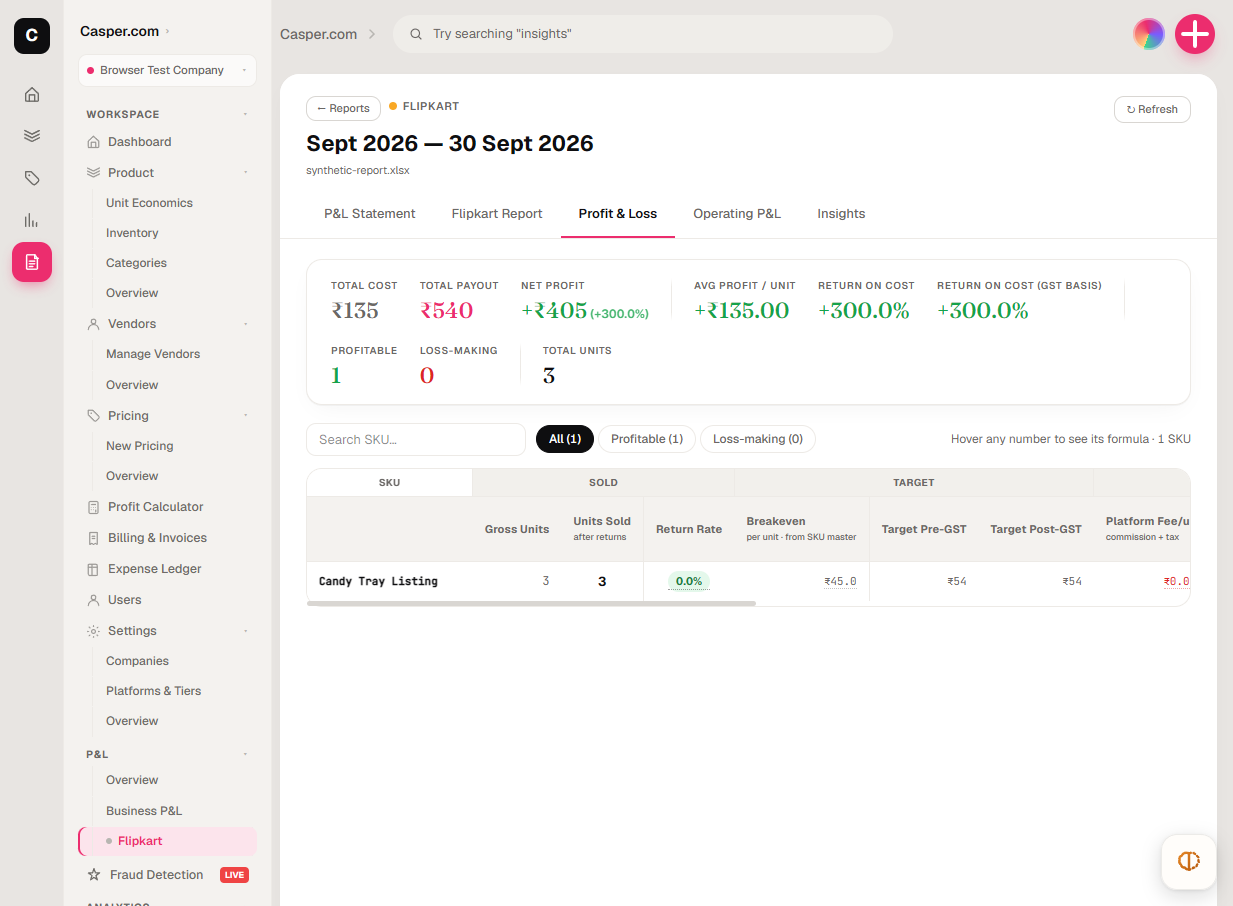 C
Casper.com ›
Browser Test Company
WORKSPACE
Dashboard
Product
Unit Economics
Inventory
Categories
Overview
Vendors
Manage Vendors
Overview
Pricing
New Pricing
Overview
Profit Calculator
Billing & Invoices
Expense Ledger
Users
Settings
Companies
Platforms & Tiers
Overview
P&L
Overview
Business P&L
Flipkart
Fraud Detection LIVE
Casper.com
Try searching "insights"
← Reports FLIPKART
↻ Refresh
Sept 2026 — 30 Sept 2026
synthetic-report.xlsx
P&L Statement Flipkart Report Profit & Loss Operating P&L Insights
TOTAL COST TOTAL PAYOUT NET PROFIT AVG PROFIT / UNIT RETURN ON COST RETURN ON COST (GST BASIS)
₹135 ₹540 +₹405 (+300.0%) +₹135.00 +300.0% +300.0%
PROFITABLE LOSS-MAKING TOTAL UNITS
1 0 3
Search SKU... All (1) Profitable (1) Loss-making (0) Hover any number to see its formula · 1 SKU
SKU SOLD TARGET
Gross Units Units Sold Return Rate Breakeven Target Pre-GST Target Post-GST Platform Fee/u
after returns per unit · from SKU master commission + tax
Candy Tray Listing 3 3 0.0% ₹45.0 ₹54 ₹54 ₹0.0